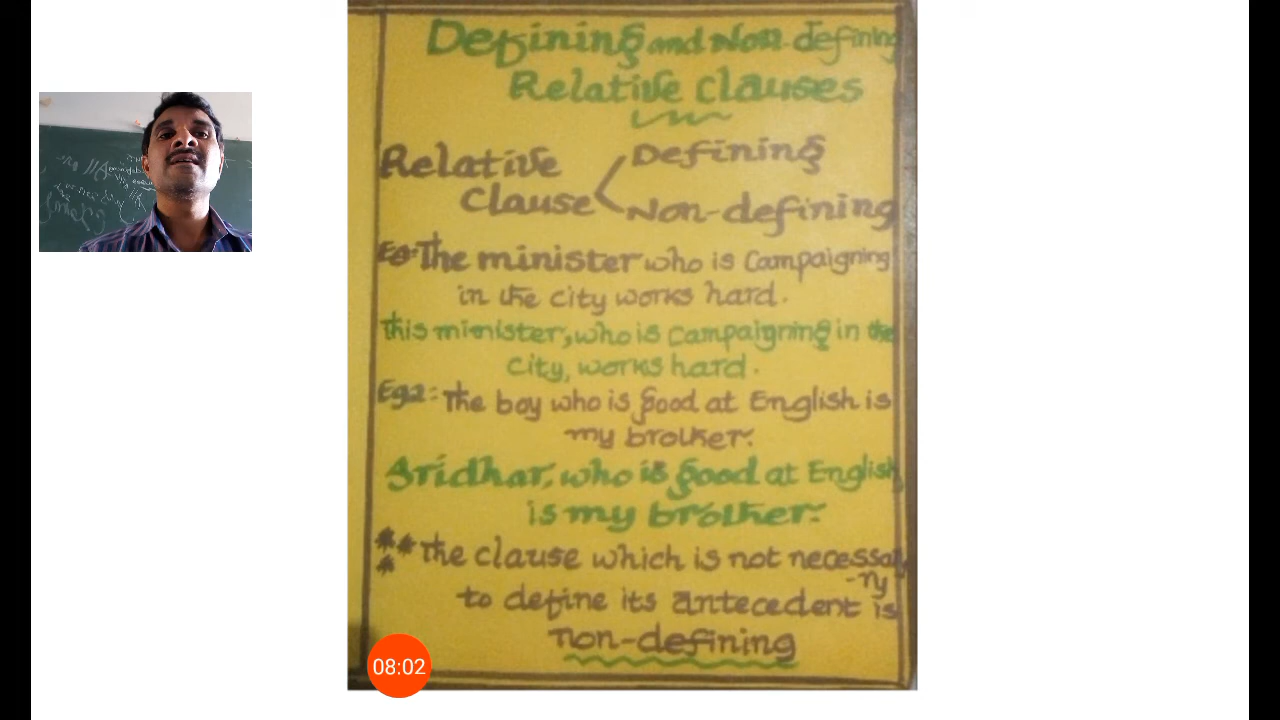 Defining and Non-defining
Relative clauses
Relative
Clause
Defining
Non-defining
Eg:- The minister who is Campaigning
in the city works hard.
This minister, who is Campaigning in the
City, works hard.
Eg2:- The boy who is good at English is
my brother.
Sridhar, who is good at English
is my brother.
The clause which is not necessa
-ry
to define its antecedent is
non-defining
08:02